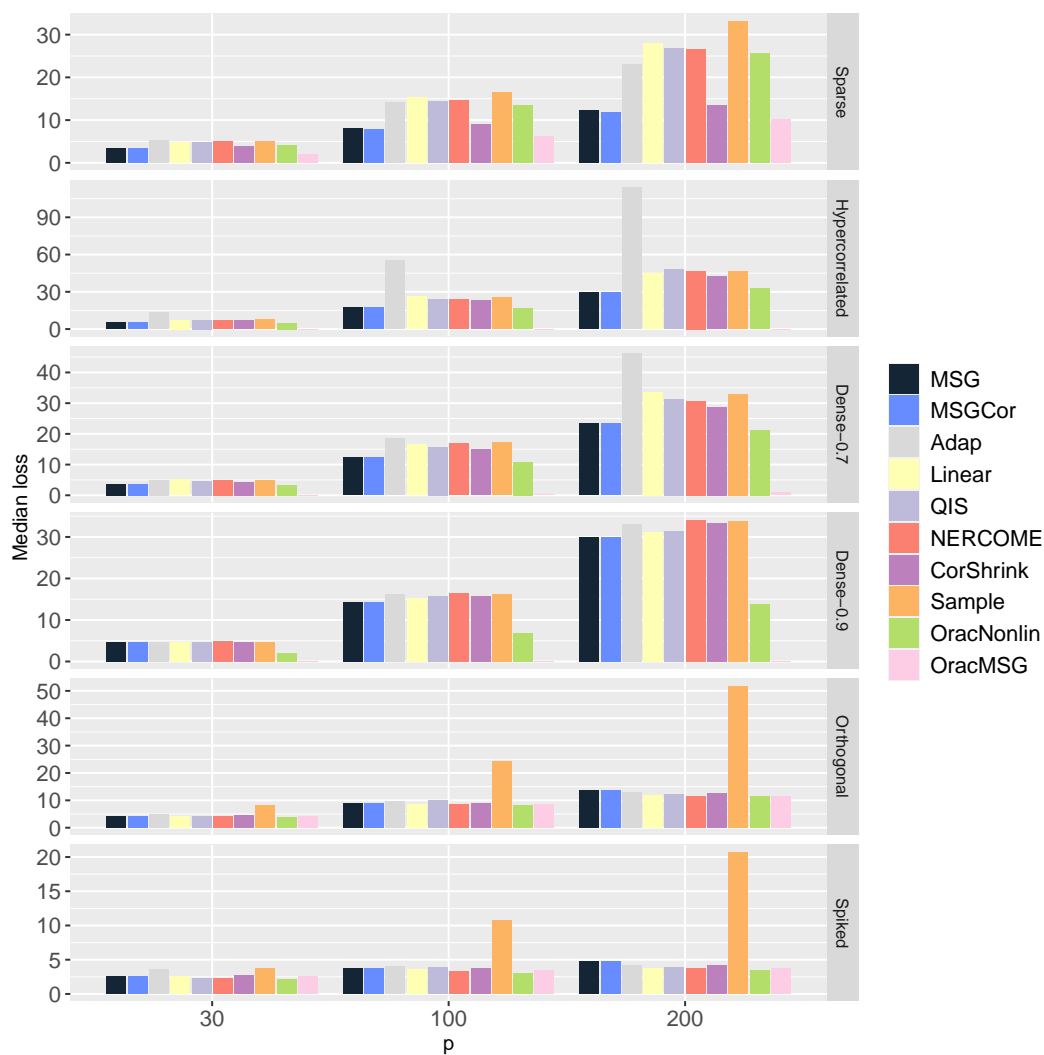 Median loss
30
20
10
0
Sparse
90
60
30
0
Hypercorrelated
40
30
20
10
0
Dense−0.7
30
20
10
0
Dense−0.9
50
40
30
20
10
0
Orthogonal
20
15
10
5
0
Spiked
30
100
200
p
MSG
MSGCor
Adap
Linear
QIS
NERCOME
CorShrink
Sample
OracNonlin
OracMSG